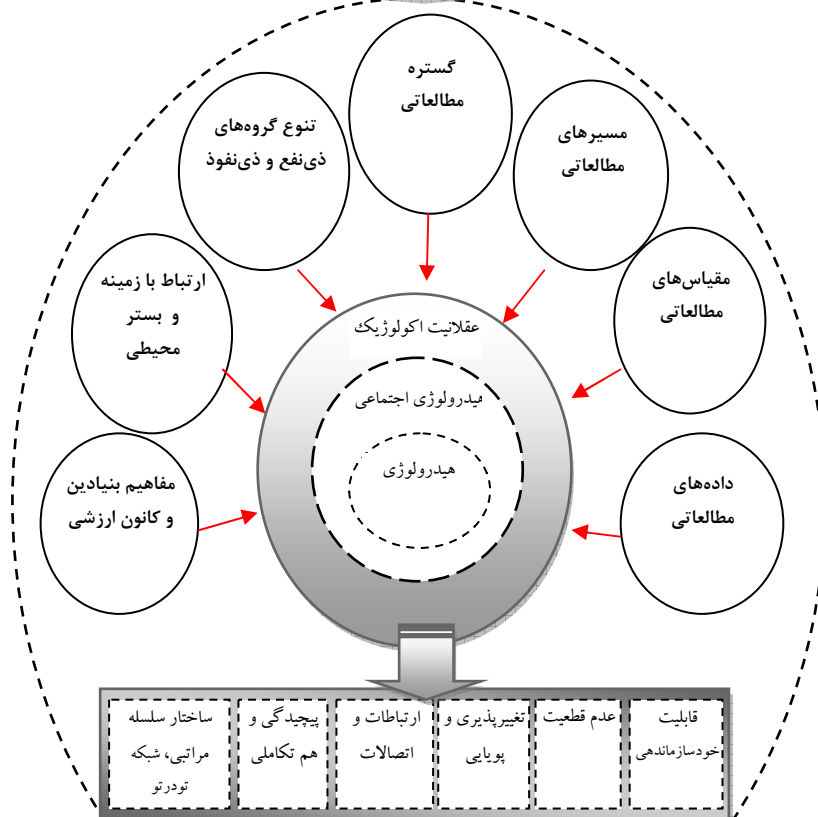 گستره
مطالعاتی
مسیرهای
مطالعاتی
تنوع گروه‌های
ذی‌نفع و ذی‌نفوذ
مقیاس‌های
مطالعاتی
ارتباط با زمینه
و بستر
محیطی
داده‌های
مطالعاتی
مفاهیم بنیادین
و کانون ارزشی
عقلانیت اکولوژیک
هیدرولوژی اجتماعی
هیدرولوژی
قابلیت
خودسازماندهی
عدم قطعیت
تغییرپذیری و
پویایی
ارتباطات و
اتصالات
پیچیدگی و
هم تکاملی
ساختار سلسله
مراتبی، شبکه
تودرتو